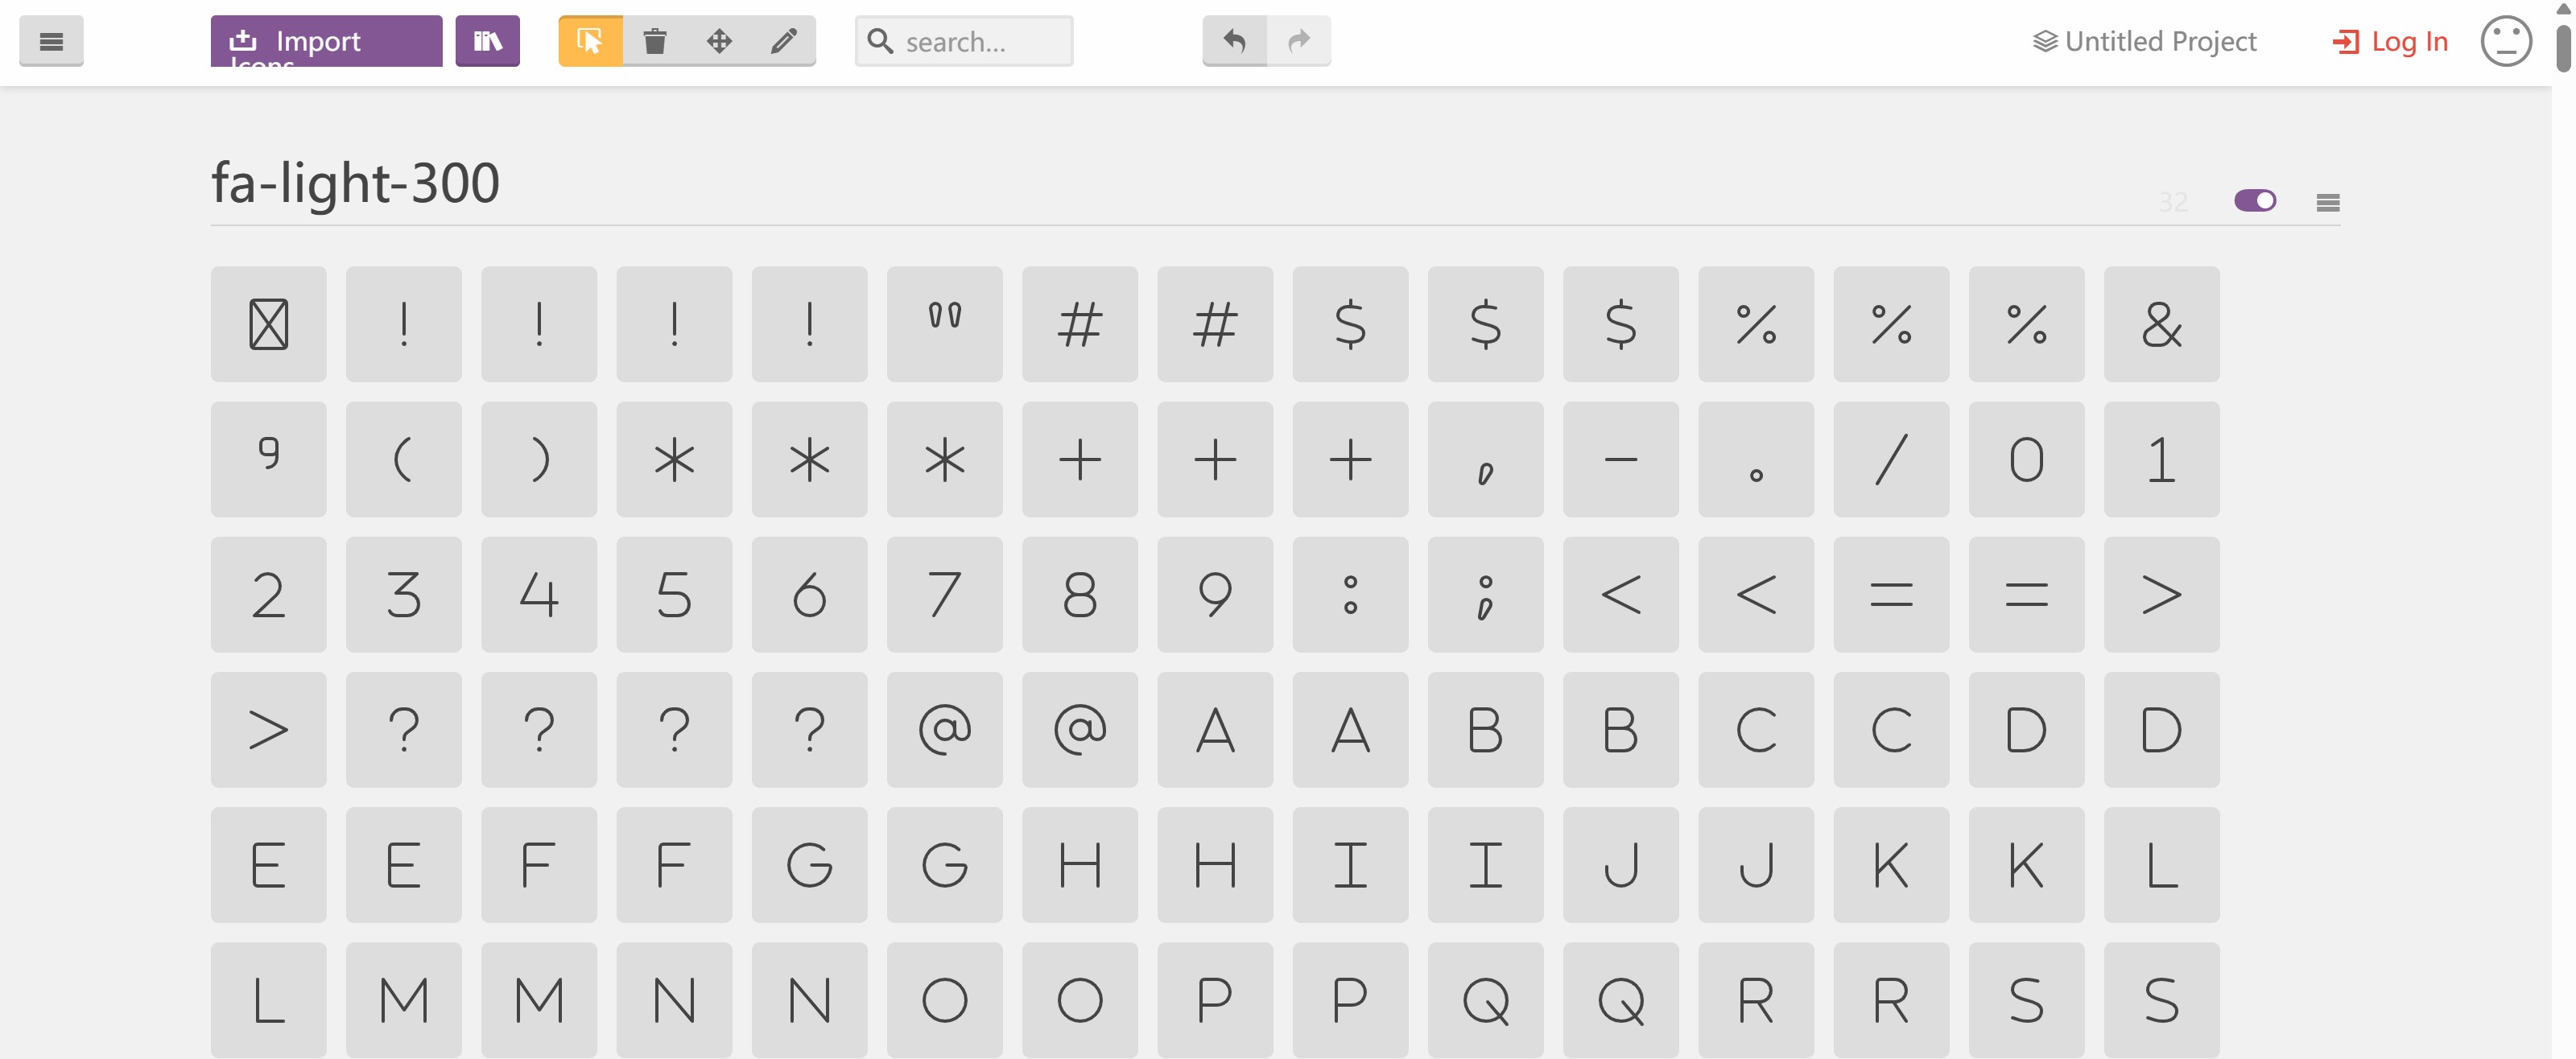 Import
Icons
search...
Untitled Project
Log In
fa-light-300
32
! ! ! ! " # # $ $ $ % % % &
( ) * * * + + + , - . / 0 1
2 3 4 5 6 7 8 9 : ; < < = = >
> ? ? ? ? @ @ A A B B C C D D
E E F F G G H H I I J J K K L
L M M N N O O P P Q Q R R S S